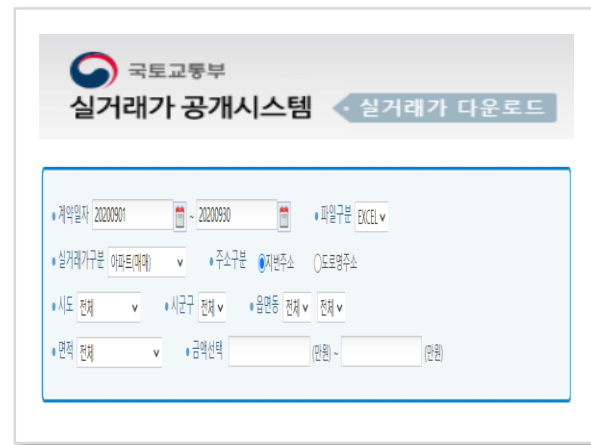 국토교통부
실거래가 공개시스템 실거래가 다운로드
계약일자 20200901 ~ 20200930 파일구분 EXCEL
실거래가구분 아파트(매매) 주소구분 지번주소 도로명주소
시도 전체 시군구 전체 읍면동 전체 전체
면적 전체 금액선택 (만원) ~ (만원)